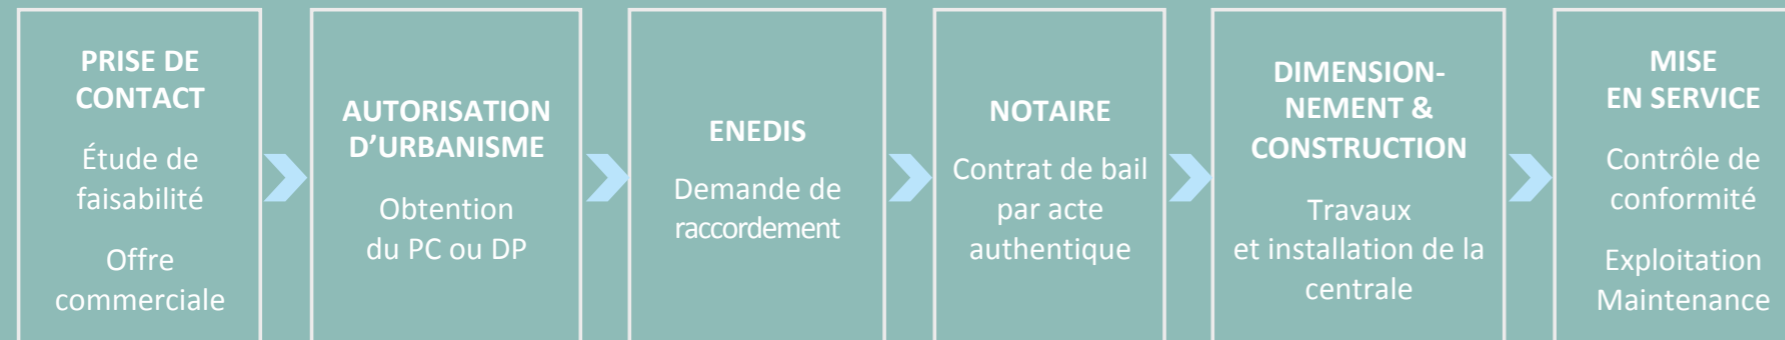 PRISE DE
CONTACT
Étude de
faisabilité
Offre
commerciale
AUTORISATION
D’URBANISME
Obtention
du PC ou DP
ENEDIS
Demande de
raccordement
NOTAIRE
Contrat de bail
par acte
authentique
DIMENSION-
NEMENT &
CONSTRUCTION
Travaux
et installation de la
centrale
MISE
EN SERVICE
Contrôle de
conformité
Exploitation
Maintenance